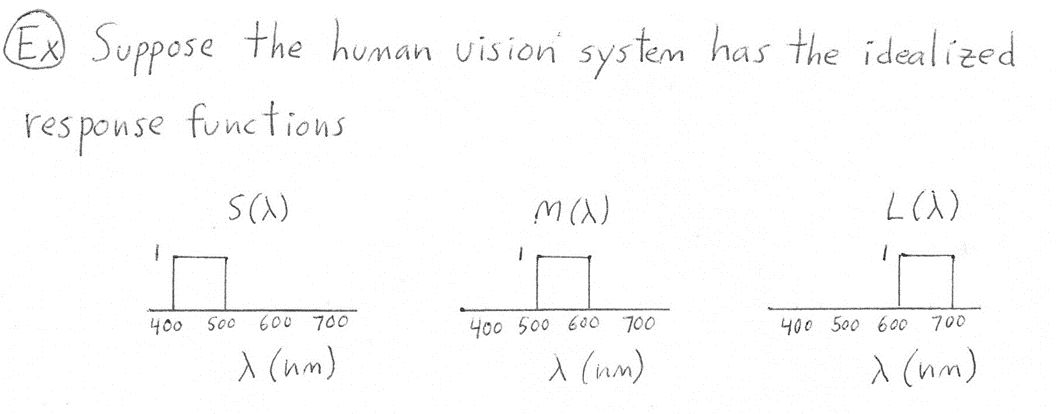 Ex Suppose the human vision system has the idealized
response functions
S(λ) M(λ) L(λ)
1 1 1
400 500 600 700 400 500 600 700 400 500 600 700
λ (nm) λ (nm) λ (nm)